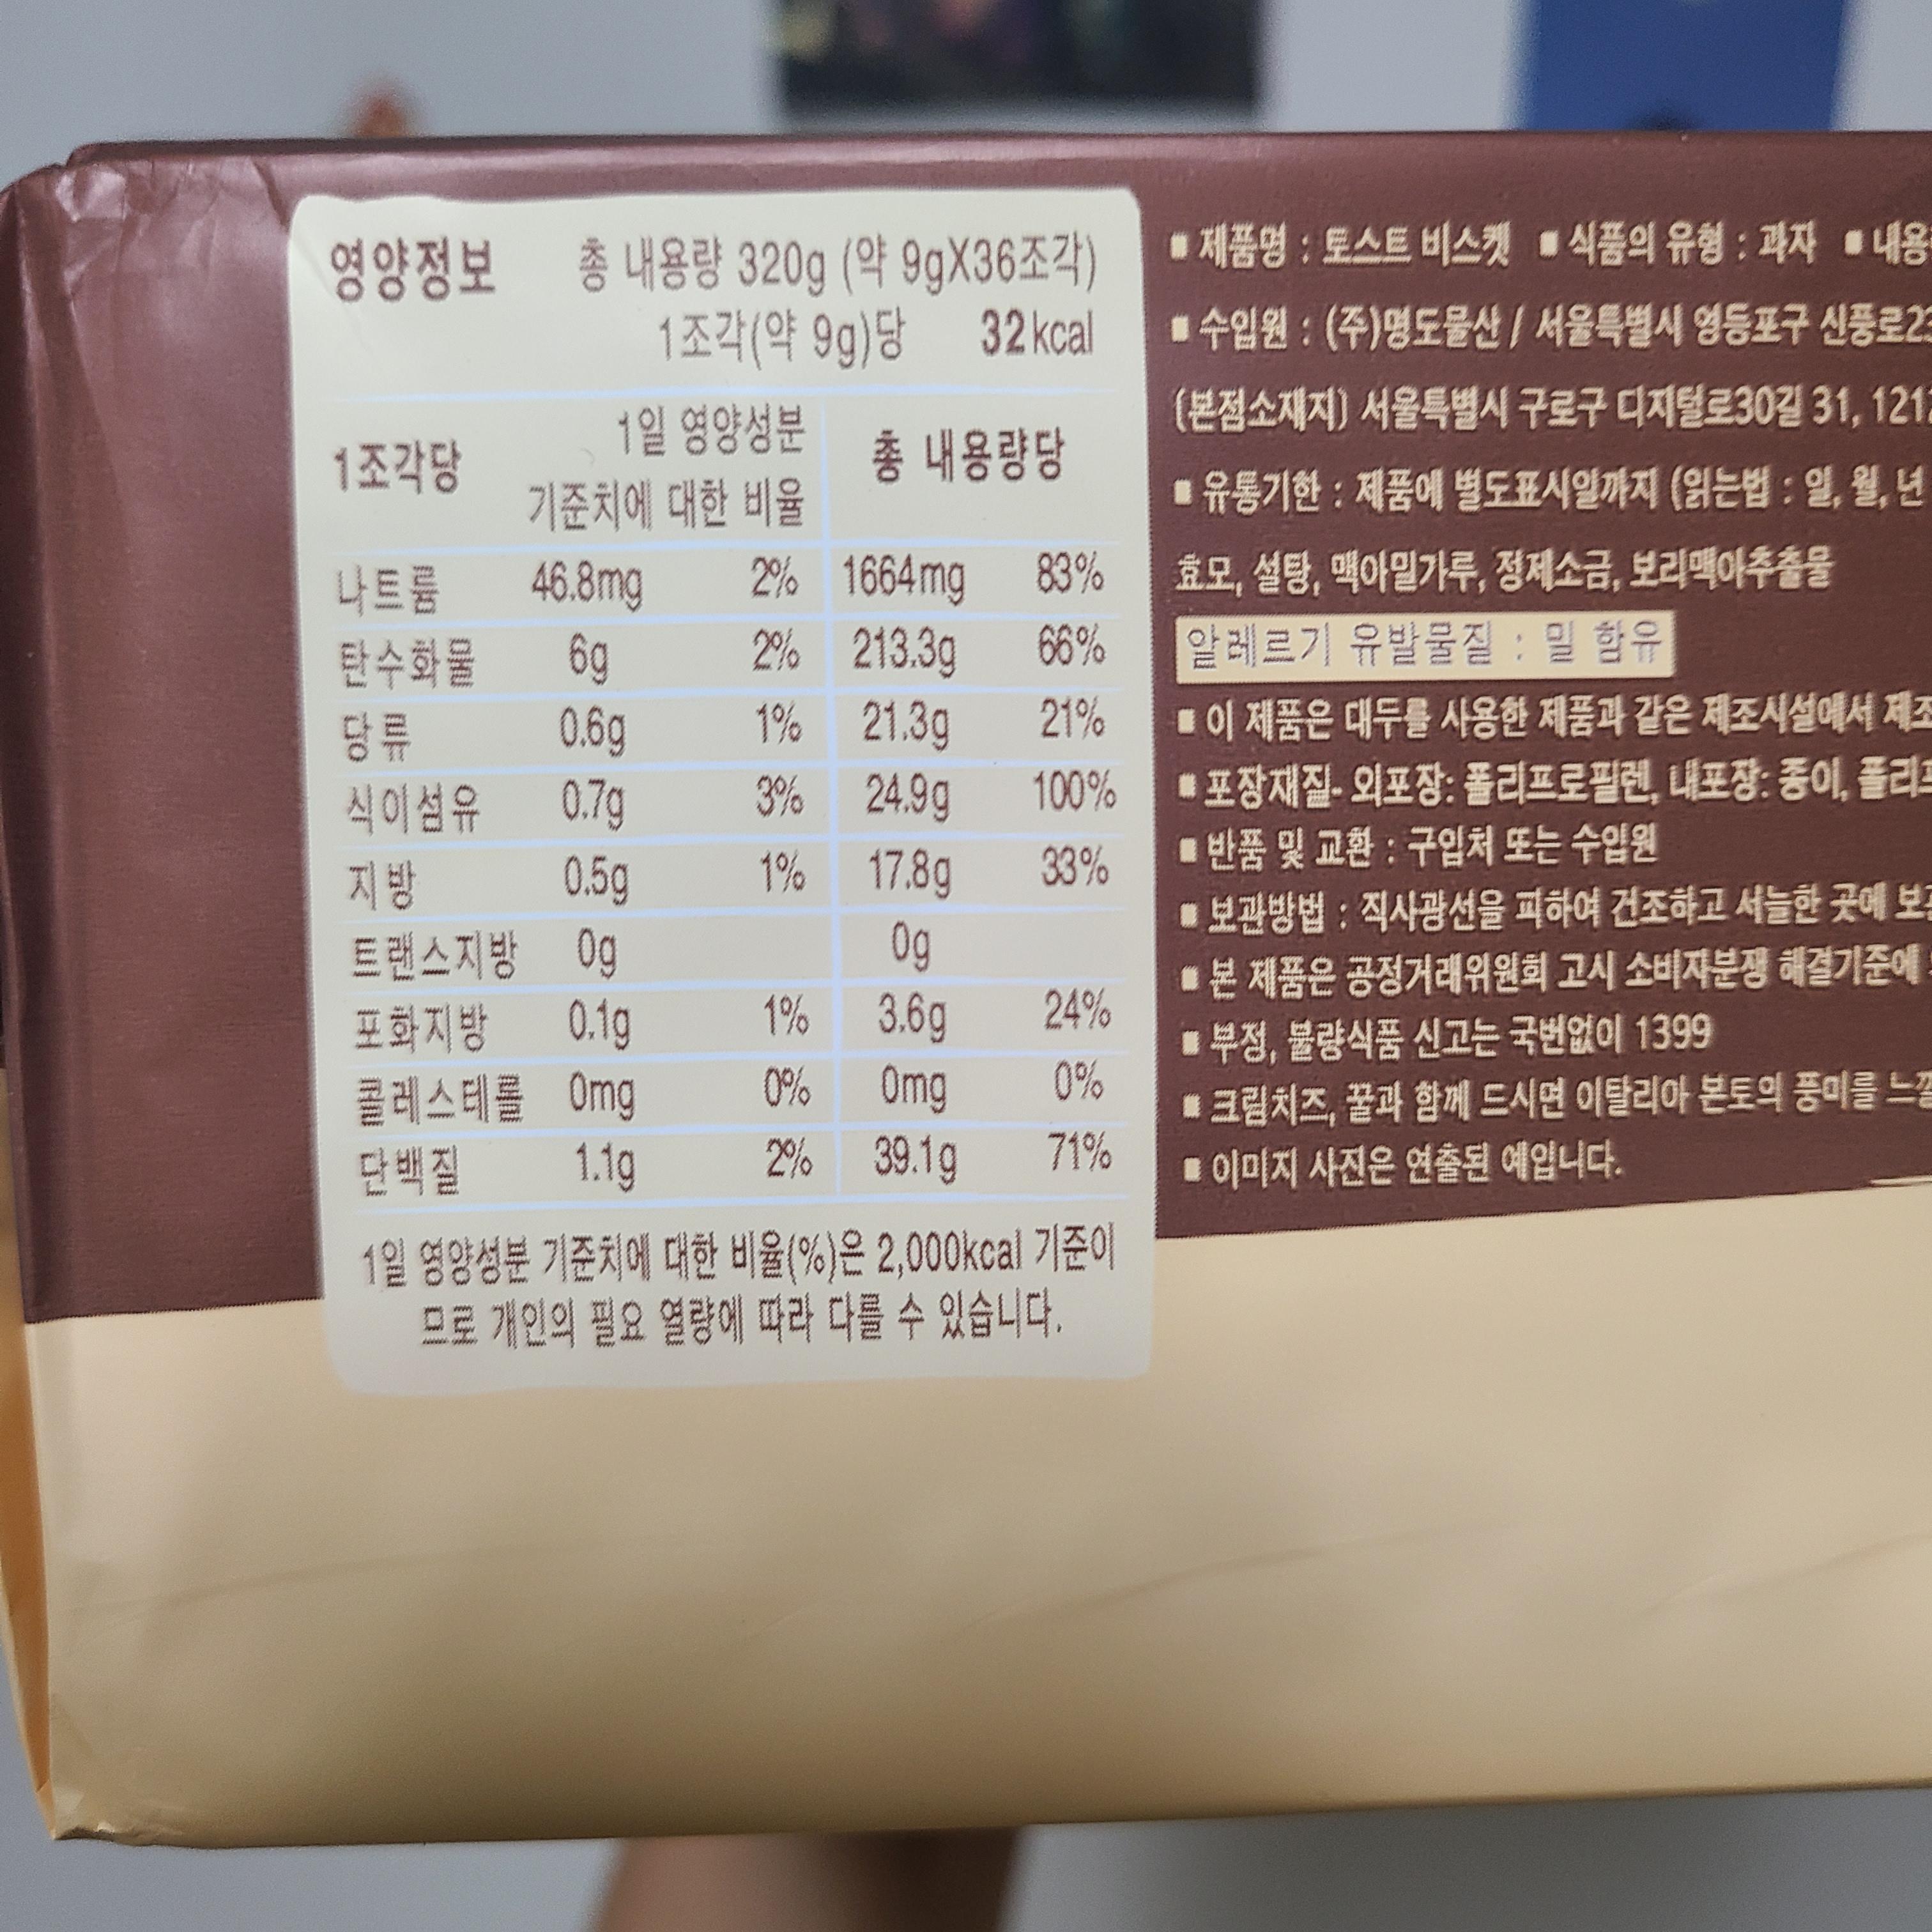 영양정보 총 내용량 320g (약 9gX36조각)
1조각(약 9g)당 32kcal
1조각당 1일 영양성분 기준치에 대한 비율 총 내용량당
나트륨 46.8mg 2% 1664mg 83%
탄수화물 6g 2% 213.3g 66%
당류 0.6g 1% 21.3g 21%
식이섬유 0.7g 3% 24.9g 100%
지방 0.5g 1% 17.8g 33%
트랜스지방 0g 0g
포화지방 0.1g 1% 3.6g 24%
콜레스테롤 0mg 0% 0mg 0%
단백질 1.1g 2% 39.1g 71%
1일 영양성분 기준치에 대한 비율(%)은 2,000kcal 기준이
므로 개인의 필요 열량에 따라 다를 수 있습니다.
■ 제품명 : 토스트 비스켓 ■ 식품의 유형 : 과자 ■ 내용
■ 수입원 : (주)명도물산 / 서울특별시 영등포구 신풍로
(본점소재지) 서울특별시 구로구 디지털로30길 31, 121
■ 유통기한 : 제품에 별도표시일까지 (읽는법 : 일, 월, 년
효모, 설탕, 맥아밀가루, 정제소금, 보리맥아추출물
알레르기 유발물질 : 밀 함유
■ 이 제품은 대두를 사용한 제품과 같은 제조시설에서 제조
■ 포장재질- 외포장: 폴리프로필렌, 내포장: 종이, 폴리
■ 반품 및 교환 : 구입처 또는 수입원
■ 보관방법 : 직사광선을 피하여 건조하고 서늘한 곳에
■ 본 제품은 공정거래위원회 고시 소비자분쟁 해결기준에
■ 부정, 불량식품 신고는 국번없이 1399
■ 크림치즈, 꿀과 함께 드시면 이탈리아 본토의 풍미를
■ 이미지 사진은 연출된 예입니다.